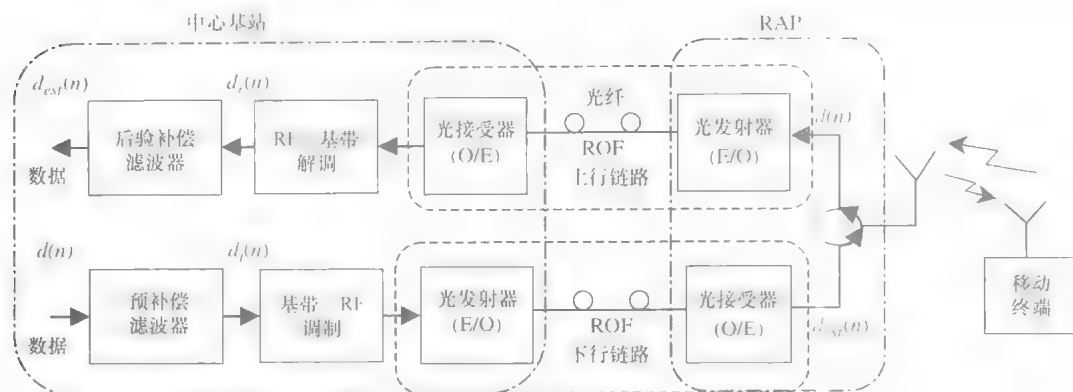 中心基站
RAP
d_est(n)
d_r(n)
光纤
d(n)
后验补偿
滤波器
RF 基带
解调
光接受器
(O/E)
ROF
上行链路
光发射器
(E/O)
数据
d(n)
d_t(n)
预补偿
滤波器
基带 RF
调制
光发射器
(E/O)
ROF
下行链路
光接受器
(O/E)
移动
终端
数据